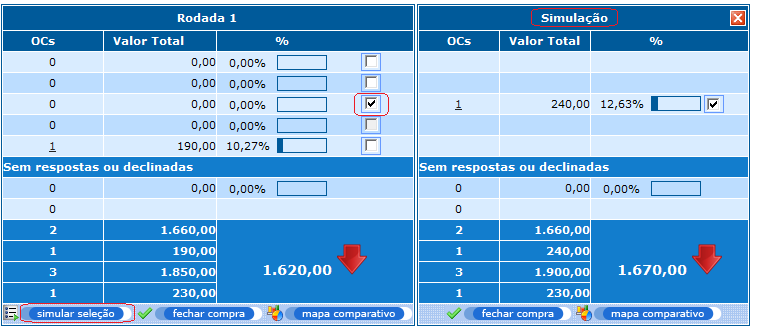 Rodada 1
OCs Valor Total %
0 0,00 0,00%
0 0,00 0,00%
0 0,00 0,00%
0 0,00 0,00%
1 190,00 10,27%
Sem respostas ou declinadas
0 0,00 0,00%
0
2 1.660,00
1 190,00
1.620,00
3 1.850,00
1 230,00
simular seleção fechar compra mapa comparativo
Simulação
OCs Valor Total %
1 240,00 12,63%
Sem respostas ou declinadas
0 0,00 0,00%
0
2 1.660,00
1 240,00
1.670,00
3 1.900,00
1 230,00
fechar compra mapa comparativo